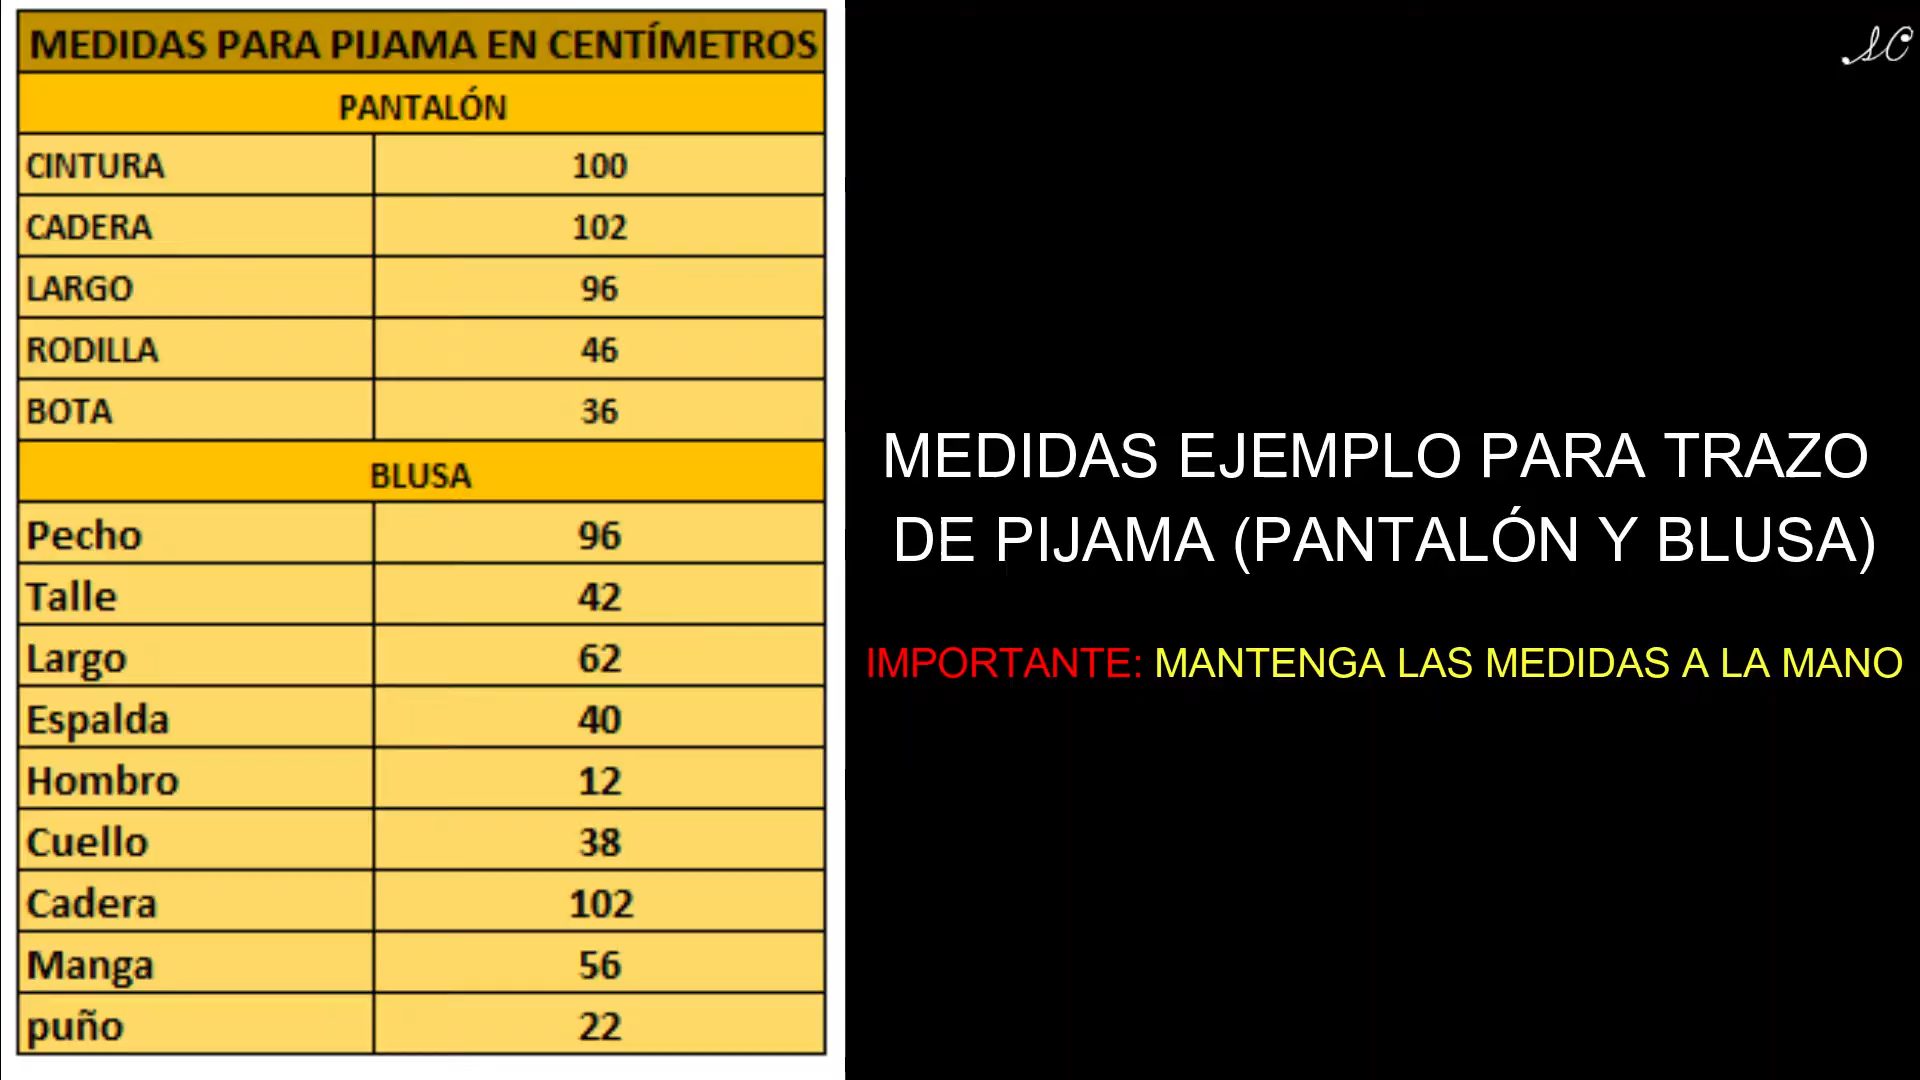 MEDIDAS PARA PIJAMA EN CENTÍMETROS
PANTALÓN
CINTURA 100
CADERA 102
LARGO 96
RODILLA 46
BOTA 36
BLUSA
Pecho 96
Talle 42
Largo 62
Espalda 40
Hombro 12
Cuello 38
Cadera 102
Manga 56
puño 22
SC
MEDIDAS EJEMPLO PARA TRAZO
DE PIJAMA (PANTALÓN Y BLUSA)
IMPORTANTE: MANTENGA LAS MEDIDAS A LA MANO